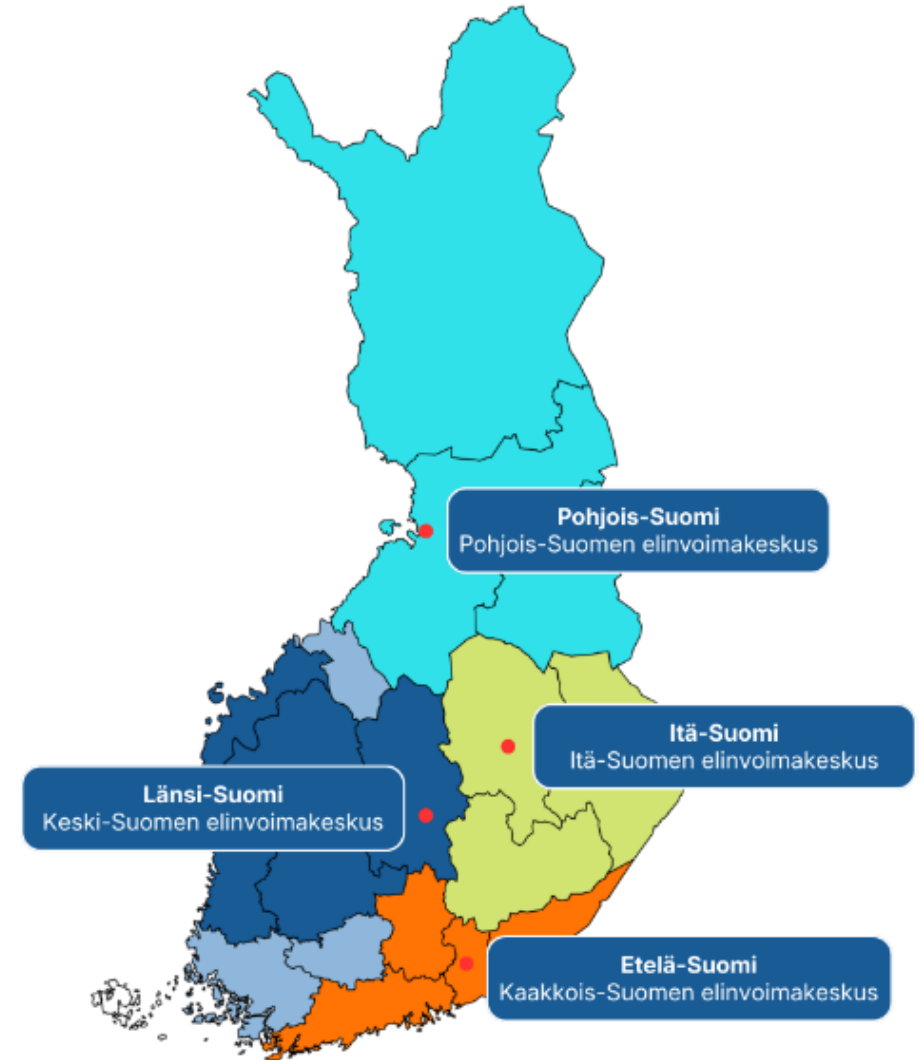 Pohjois-Suomi
Pohjois-Suomen elinvoimakeskus
Itä-Suomi
Itä-Suomen elinvoimakeskus
Länsi-Suomi
Keski-Suomen elinvoimakeskus
Etelä-Suomi
Kaakkois-Suomen elinvoimakeskus